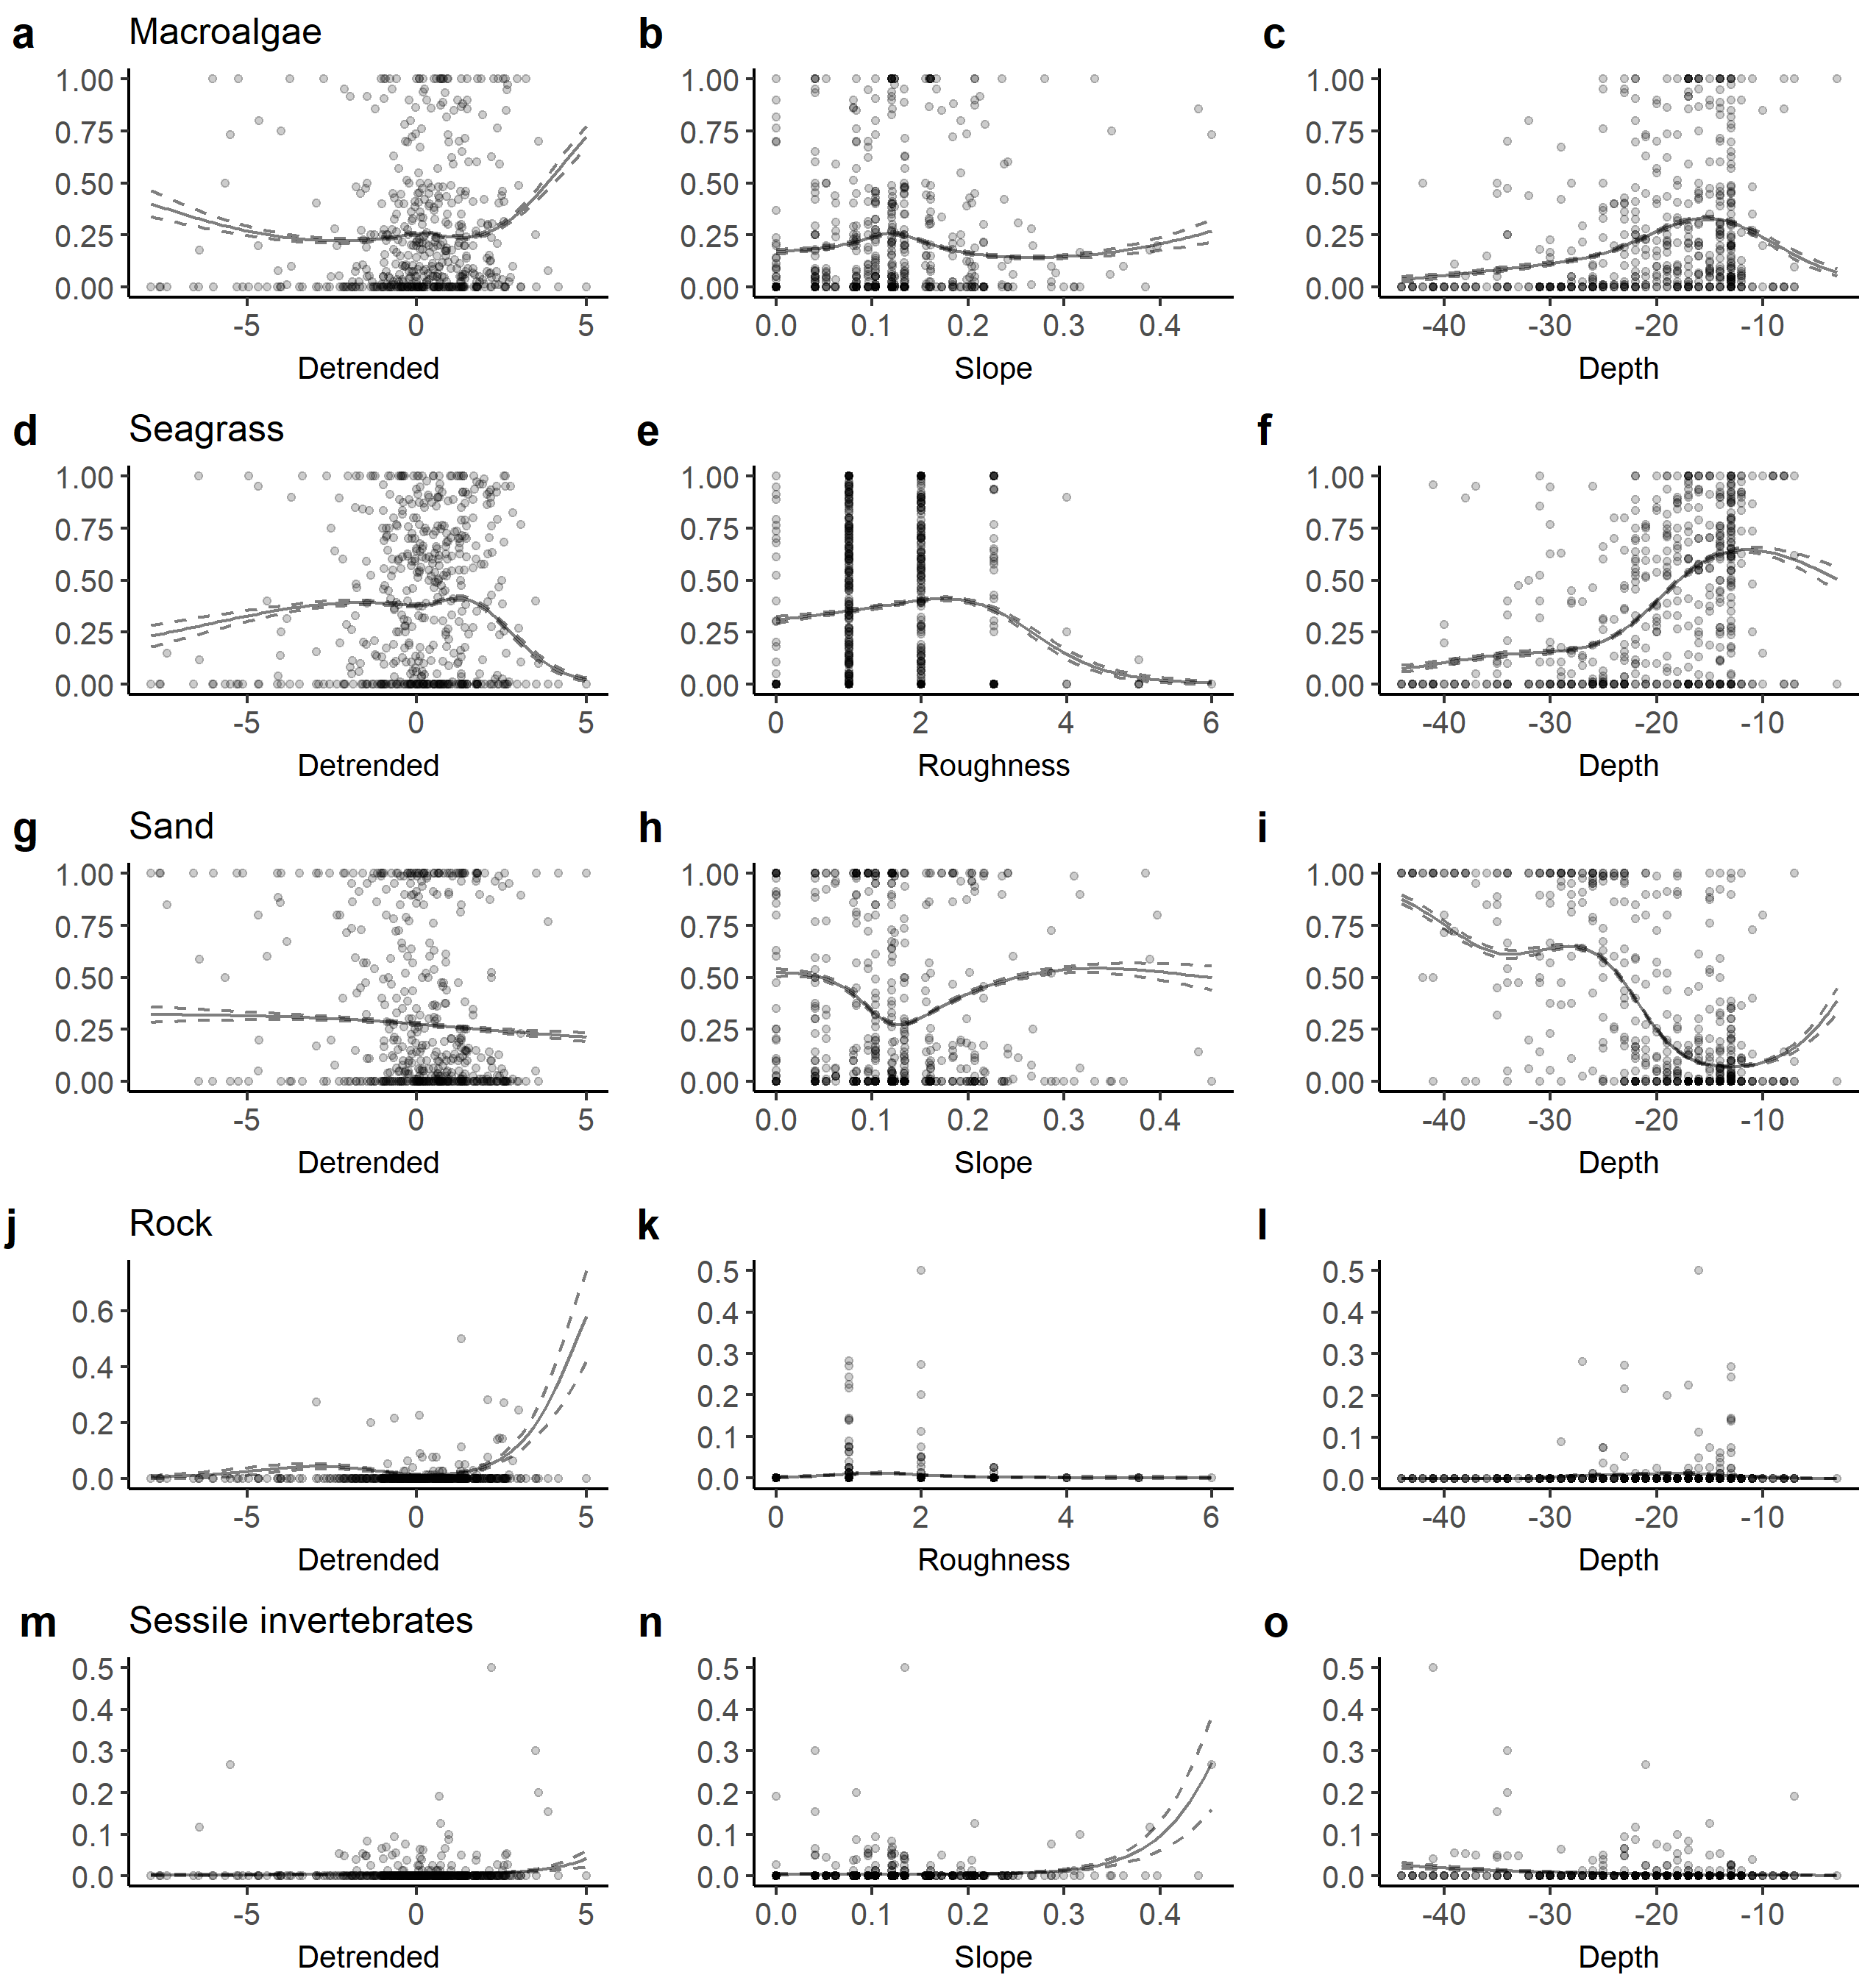 a Macroalgae b c
1.00 1.00 1.00
0.75 0.75 0.75
0.50 0.50 0.50
0.25 0.25 0.25
0.00 0.00 0.00
-5 0 5 0.0 0.1 0.2 0.3 0.4 -40 -30 -20 -10
Detrended Slope Depth
d Seagrass e f
1.00 1.00 1.00
0.75 0.75 0.75
0.50 0.50 0.50
0.25 0.25 0.25
0.00 0.00 0.00
-5 0 5 0 2 4 6 -40 -30 -20 -10
Detrended Roughness Depth
g Sand h i
1.00 1.00 1.00
0.75 0.75 0.75
0.50 0.50 0.50
0.25 0.25 0.25
0.00 0.00 0.00
-5 0 5 0.0 0.1 0.2 0.3 0.4 -40 -30 -20 -10
Detrended Slope Depth
j Rock k l
0.5 0.5
0.6 0.4 0.4
0.4 0.3 0.3
0.2 0.2 0.2
0.1 0.1
0.0 0.0 0.0
-5 0 5 0 2 4 6 -40 -30 -20 -10
Detrended Roughness Depth
m Sessile invertebrates n o
0.5 0.5 0.5
0.4 0.4 0.4
0.3 0.3 0.3
0.2 0.2 0.2
0.1 0.1 0.1
0.0 0.0 0.0
-5 0 5 0.0 0.1 0.2 0.3 0.4 -40 -30 -20 -10
Detrended Slope Depth